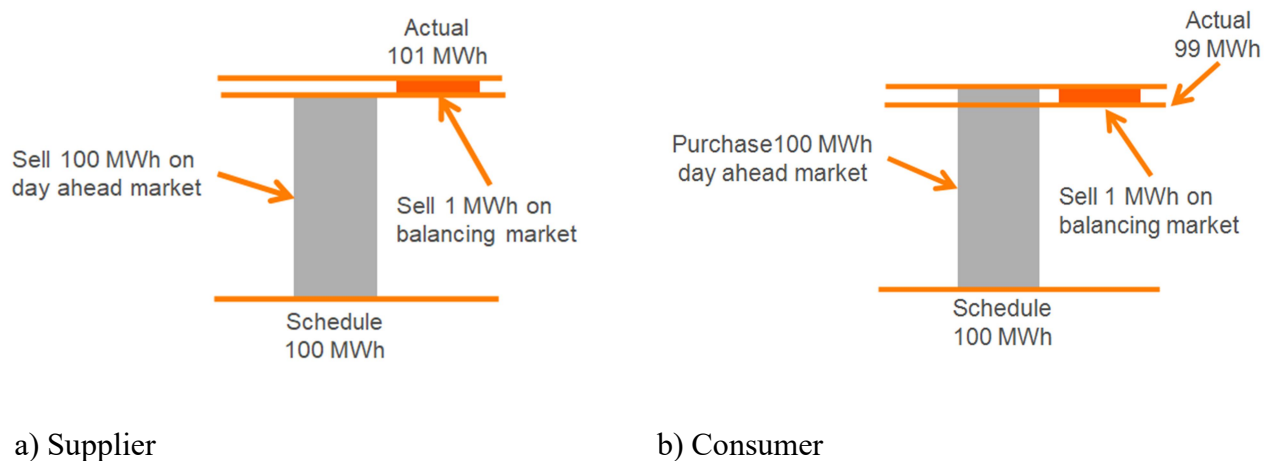 Actual
101 MWh
Sell 100 MWh on
day ahead market
Sell 1 MWh on
balancing market
Schedule
100 MWh
a) Supplier
Actual
99 MWh
Purchase100 MWh
day ahead market
Sell 1 MWh on
balancing market
Schedule
100 MWh
b) Consumer